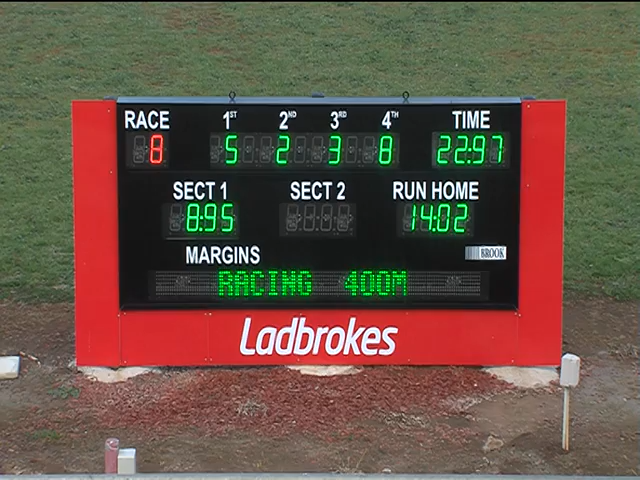 RACE 1ST 2ND 3RD 4TH TIME
8 5 2 3 8 22.97
SECT 1 SECT 2 RUN HOME
8.95 14.02
MARGINS BROOK
RACING 400M
Ladbrokes